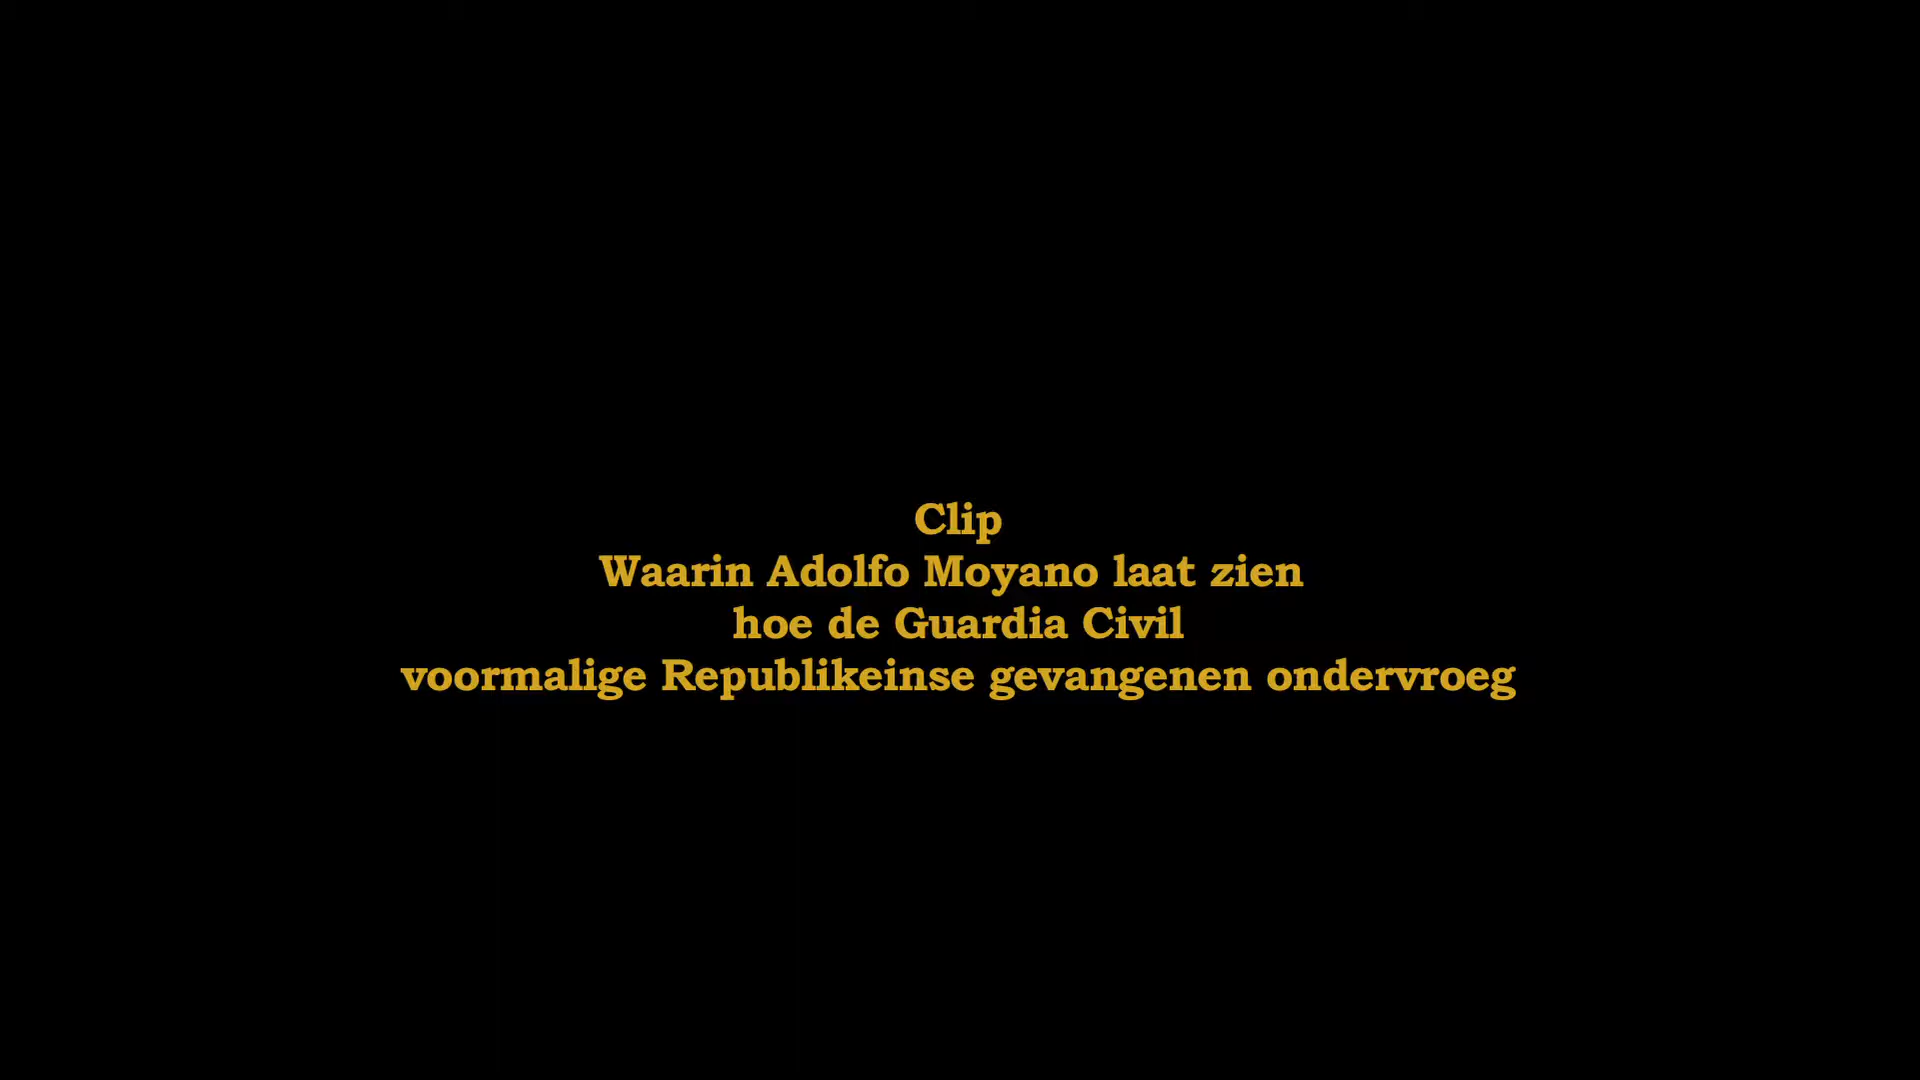 Clip
Waarin Adolfo Moyano laat zien
hoe de Guardia Civil
voormalige Republikeinse gevangenen ondervroeg